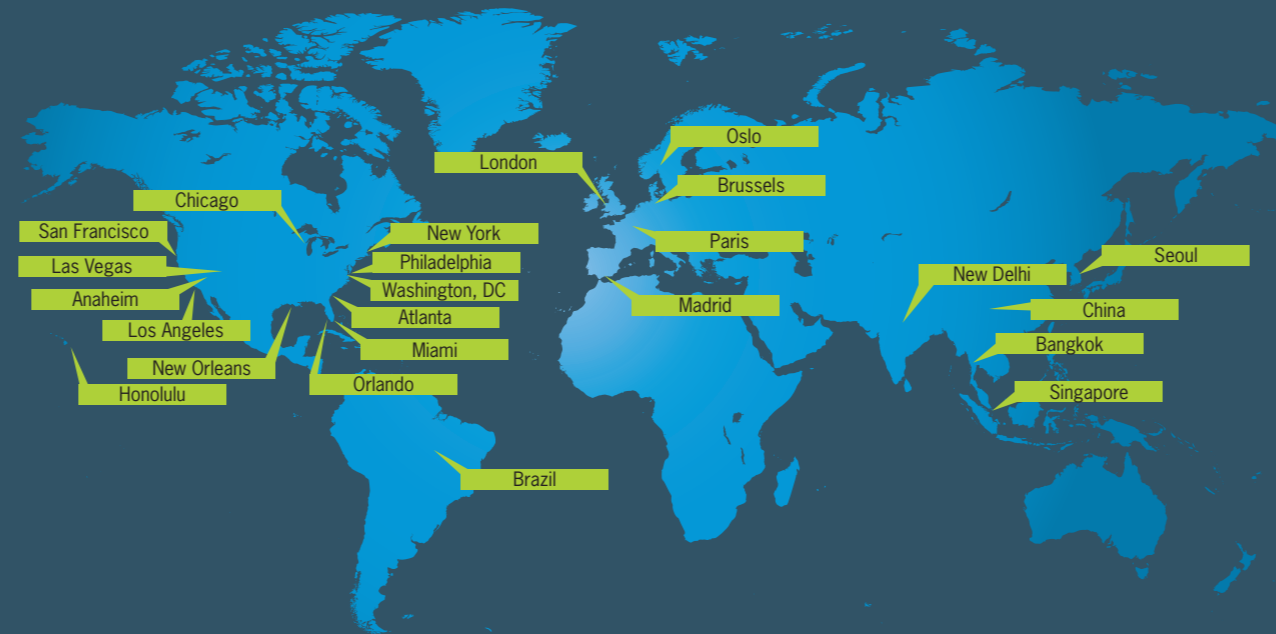 Oslo
London
Brussels
Chicago
San Francisco
New York
Paris
Seoul
Las Vegas
Philadelphia
New Delhi
Washington, DC
Anaheim
Madrid
China
Atlanta
Los Angeles
Bangkok
Miami
New Orleans
Orlando
Honolulu
Singapore
Brazil